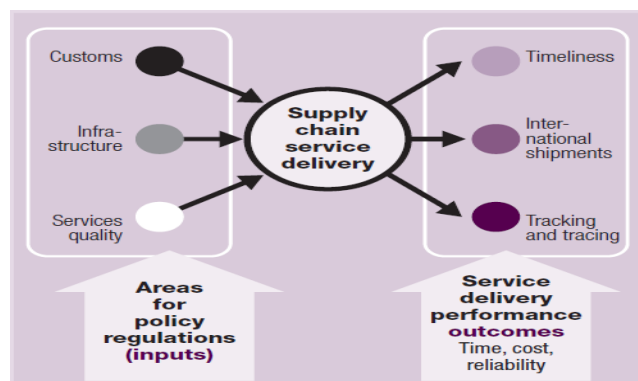 Customs
Infra-
structure
Services
quality
Supply
chain
service
delivery
Timeliness
Inter-
national
shipments
Tracking
and tracing
Areas
for
policy
regulations
(inputs)
Service
delivery
performance
outcomes
Time, cost,
reliability